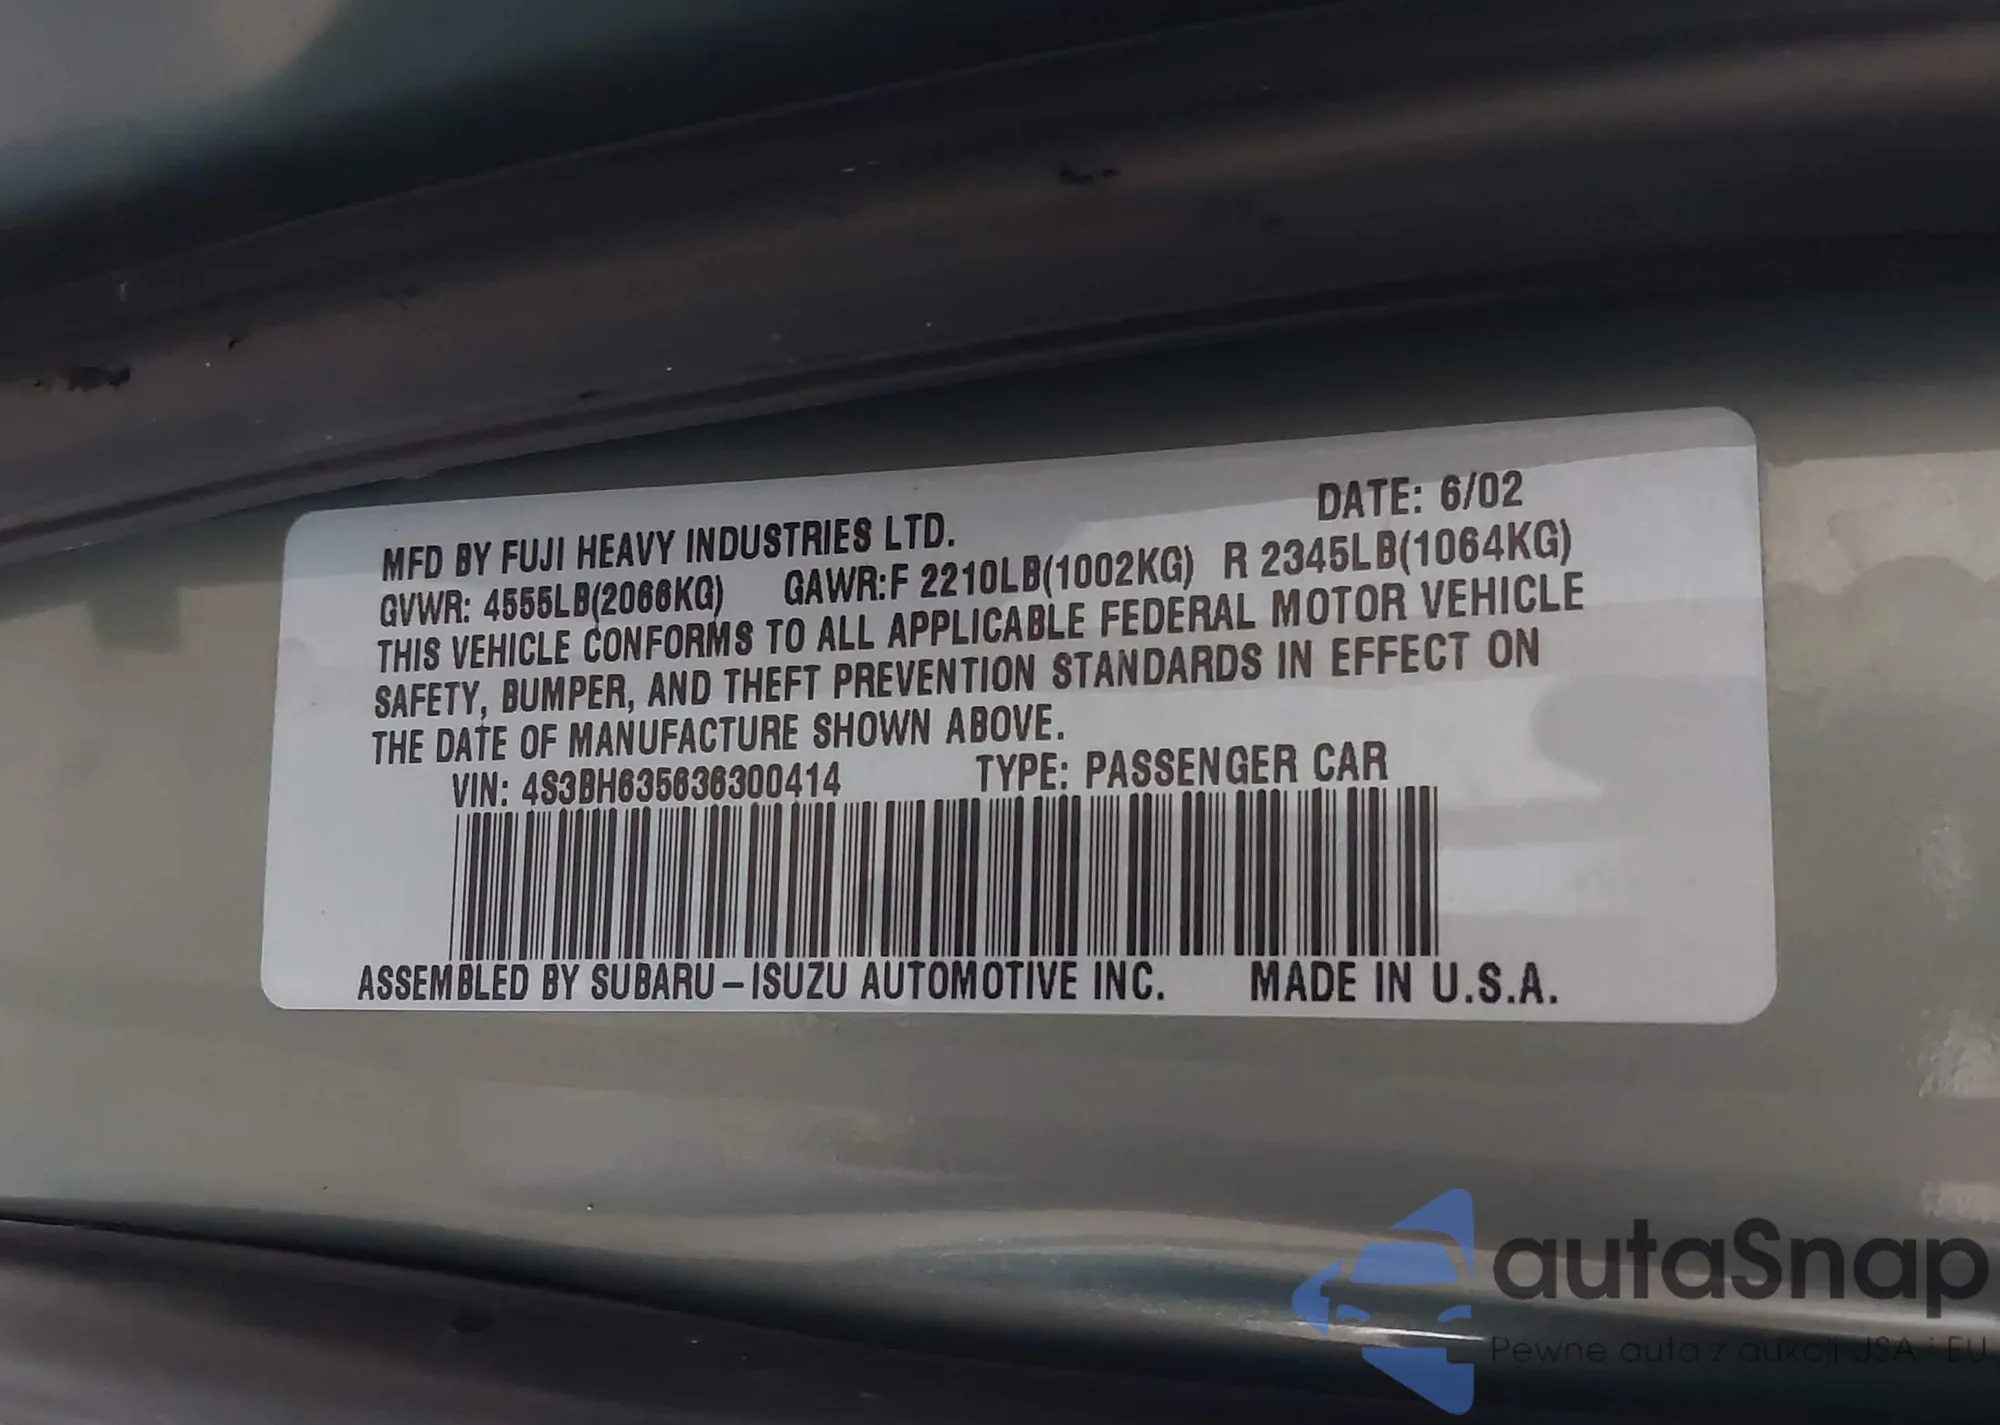 DATE: 6/02
MFD BY FUJI HEAVY INDUSTRIES LTD.
GVWR: 4555LB(2066KG) GAWR:F 2210LB(1002KG) R 2345LB(1064KG)
THIS VEHICLE CONFORMS TO ALL APPLICABLE FEDERAL MOTOR VEHICLE
SAFETY, BUMPER, AND THEFT PREVENTION STANDARDS IN EFFECT ON
THE DATE OF MANUFACTURE SHOWN ABOVE.
VIN: 4S3BH635636300414 TYPE: PASSENGER CAR
ASSEMBLED BY SUBARU-ISUZU AUTOMOTIVE INC. MADE IN U.S.A.
autaSnap
Pewne auta z aukcji USA i EU